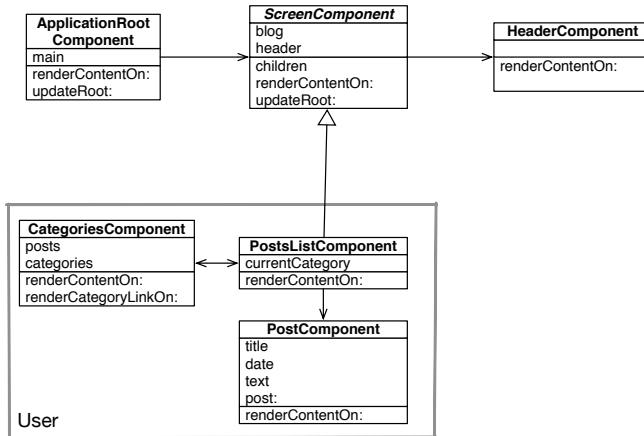 ApplicationRoot
Component
main
renderContentOn:
updateRoot:
ScreenComponent
blog
header
children
renderContentOn:
updateRoot:
HeaderComponent
renderContentOn:
CategoriesComponent
posts
categories
renderContentOn:
renderCategoryLinkOn:
PostsListComponent
currentCategory
renderContentOn:
PostComponent
title
date
text
post:
renderContentOn:
User